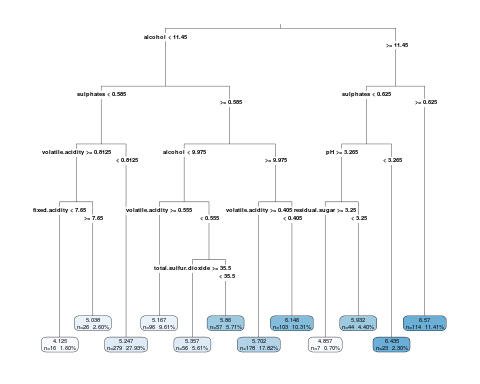 alcohol < 11.45
>= 11.45
sulphates < 0.585
>= 0.585
sulphates < 0.625
>= 0.625
volatile.acidity >= 0.8125
< 0.8125
alcohol < 9.975
>= 9.975
pH >= 3.265
< 3.265
fixed.acidity < 7.65
>= 7.65
volatile.acidity >= 0.555
< 0.555
volatile.acidity >= 0.405
< 0.405
residual.sugar >= 3.25
< 3.25
total.sulfur.dioxide >= 35.5
< 35.5
5.038
n=26 2.60%
5.167
n=96 9.61%
5.86
n=57 5.71%
6.146
n=103 10.31%
5.932
n=44 4.40%
6.57
n=114 11.41%
4.125
n=16 1.60%
5.247
n=279 27.93%
5.357
n=56 5.61%
5.702
n=178 17.82%
4.857
n=7 0.70%
6.435
n=23 2.30%